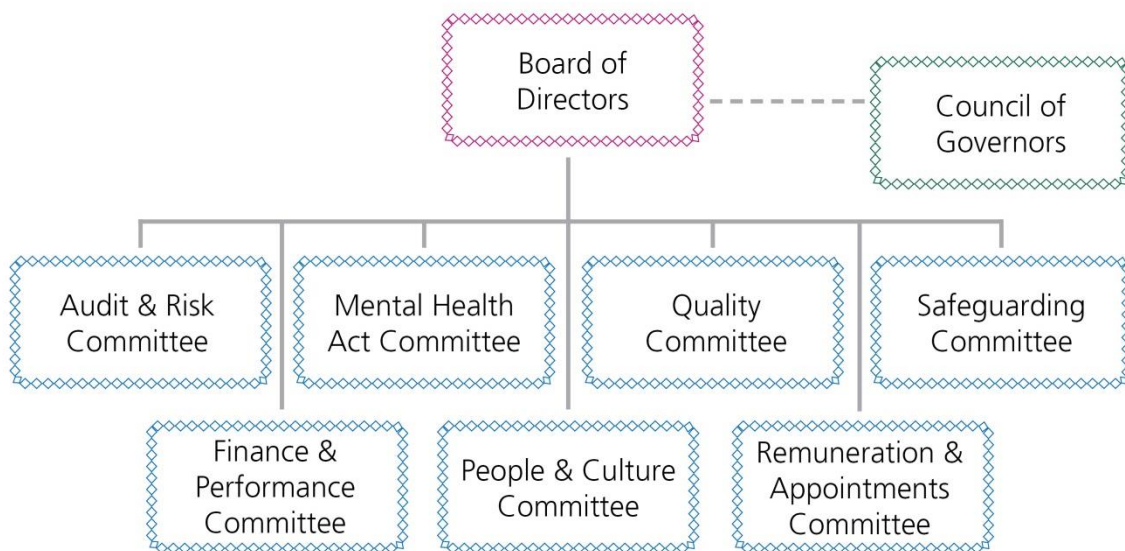 Board of
Directors
Council of
Governors
Audit & Risk
Committee
Mental Health
Act Committee
Quality
Committee
Safeguarding
Committee
Finance &
Performance
Committee
People & Culture
Committee
Remuneration &
Appointments
Committee